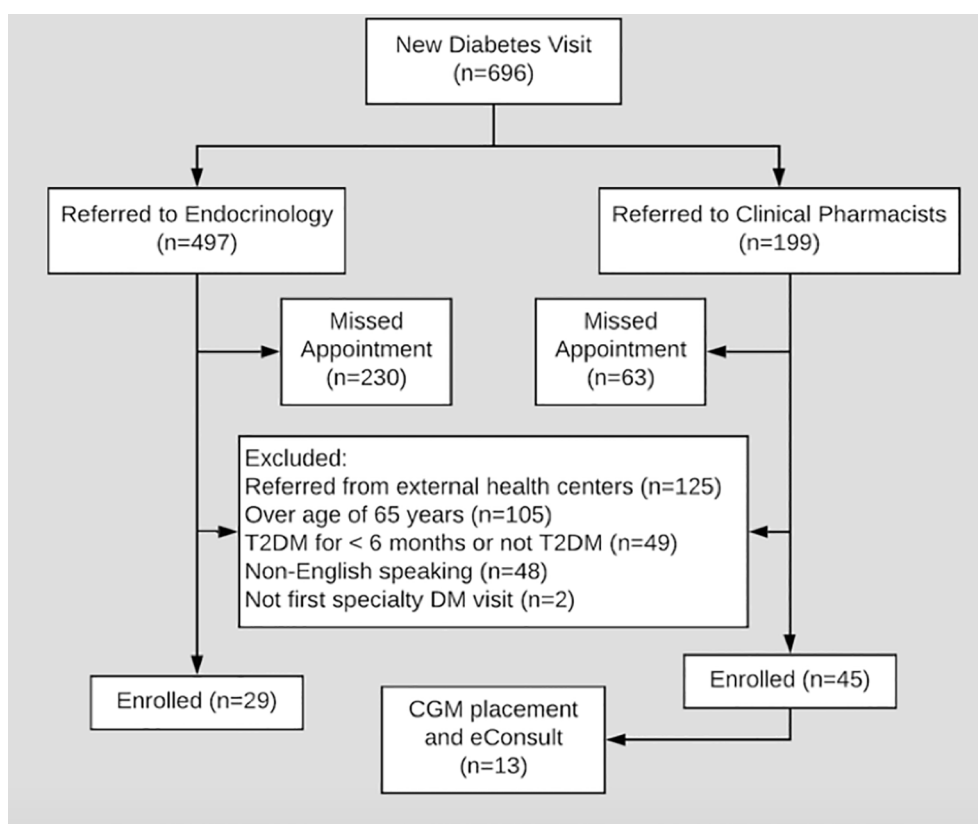 New Diabetes Visit
(n=696)
Referred to Endocrinology
(n=497)
Referred to Clinical Pharmacists
(n=199)
Missed
Appointment
(n=230)
Missed
Appointment
(n=63)
Excluded:
Referred from external health centers (n=125)
Over age of 65 years (n=105)
T2DM for < 6 months or not T2DM (n=49)
Non-English speaking (n=48)
Not first specialty DM visit (n=2)
Enrolled (n=29)
Enrolled (n=45)
CGM placement
and eConsult
(n=13)